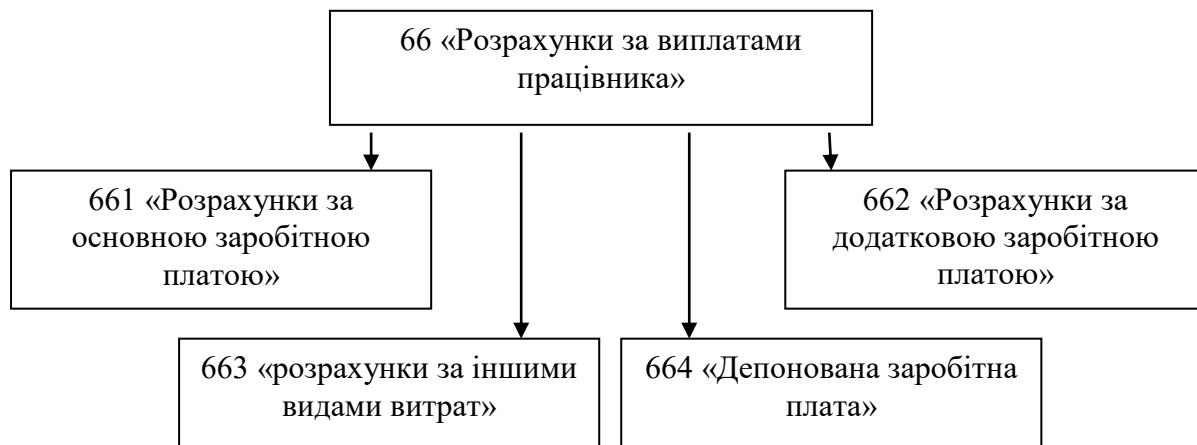 66 «Розрахунки за виплатами
працівника»
661 «Розрахунки за
основною заробітною
платою»
662 «Розрахунки за
додатковою заробітною
платою»
663 «розрахунки за іншими
видами витрат»
664 «Депонована заробітна
плата»